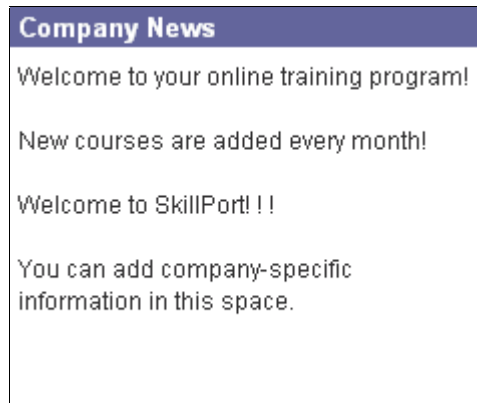 Company News
Welcome to your online training program!
New courses are added every month!
Welcome to SkillPort! ! !
You can add company-specific
information in this space.